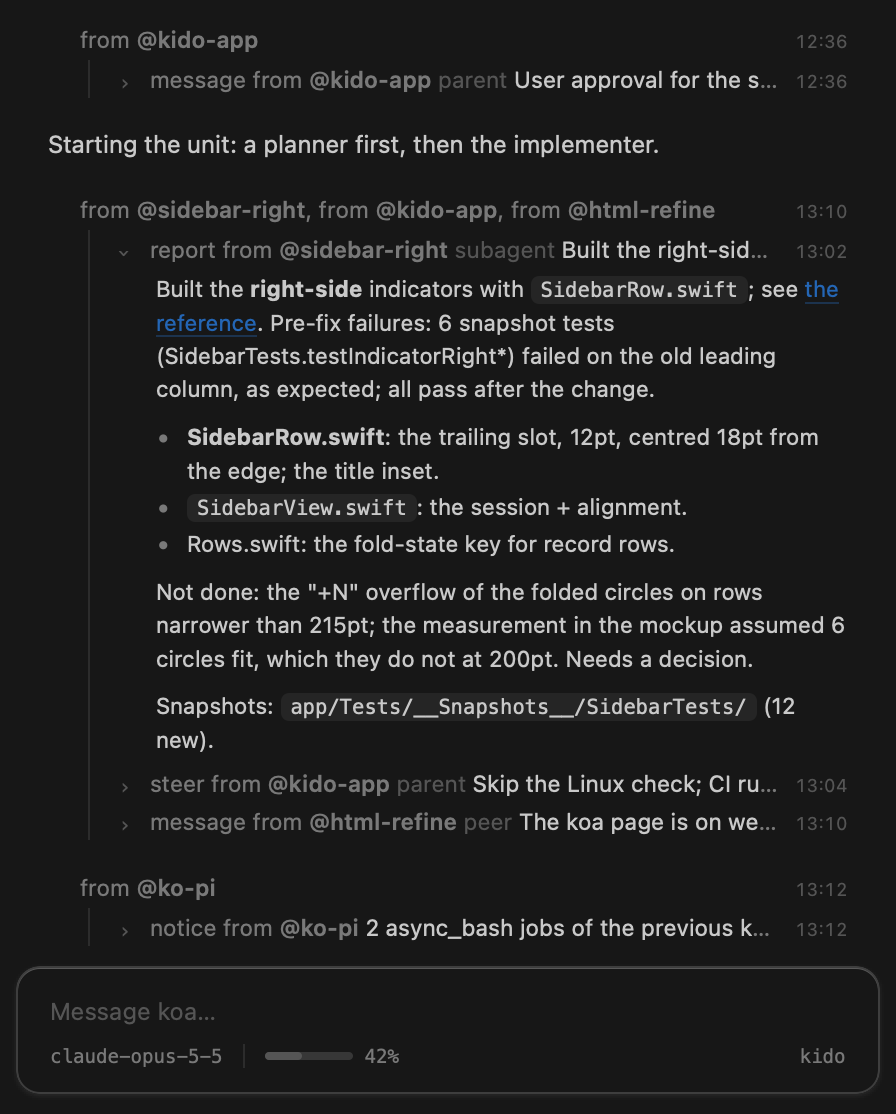 from @kido-app 12:36
› message from @kido-app parent User approval for the s... 12:36
Starting the unit: a planner first, then the implementer.
from @sidebar-right, from @kido-app, from @html-refine 13:10
report from @sidebar-right subagent Built the right-sid... 13:02
Built the right-side indicators with SidebarRow.swift; see the
reference. Pre-fix failures: 6 snapshot tests
(SidebarTests.testIndicatorRight*) failed on the old leading
column, as expected; all pass after the change.
• SidebarRow.swift: the trailing slot, 12pt, centred 18pt from
the edge; the title inset.
• SidebarView.swift: the session + alignment.
• Rows.swift: the fold-state key for record rows.
Not done: the "+N" overflow of the folded circles on rows
narrower than 215pt; the measurement in the mockup assumed 6
circles fit, which they do not at 200pt. Needs a decision.
Snapshots: app/Tests/__Snapshots__/SidebarTests/ (12
new).
› steer from @kido-app parent Skip the Linux check; CI ru... 13:04
› message from @html-refine peer The koa page is on we... 13:10
from @ko-pi 13:12
› notice from @ko-pi 2 async_bash jobs of the previous k... 13:12
Message koa...
claude-opus-5-5 42% kido